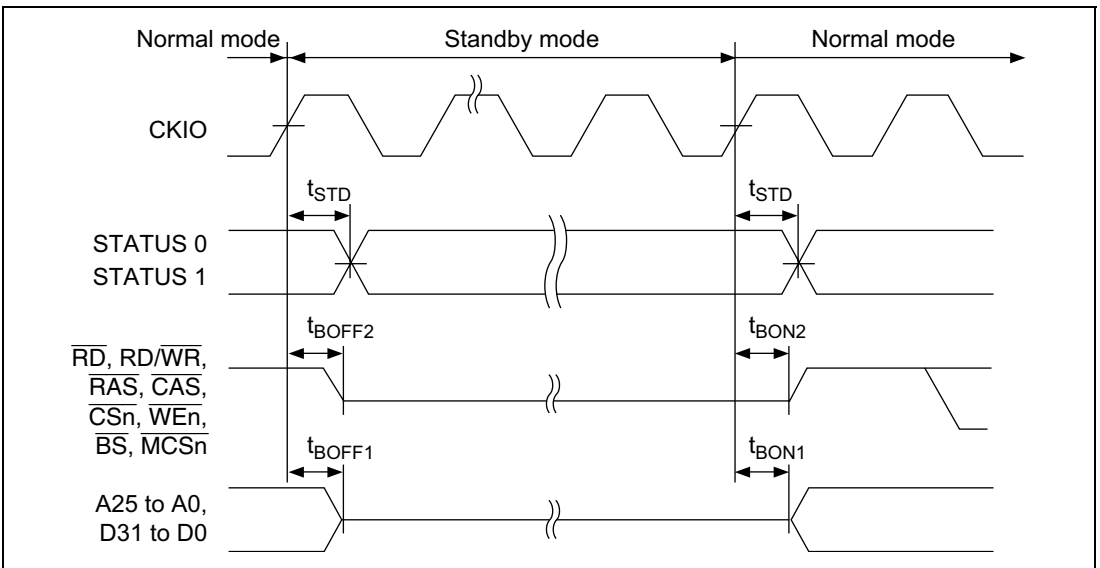 Normal mode
Standby mode
Normal mode
CKIO
tSTD
tSTD
STATUS 0
STATUS 1
tBOFF2
tBON2
RD, RD/WR,
RAS, CAS,
CSn, WEn,
BS, MCSn
tBOFF1
tBON1
A25 to A0,
D31 to D0